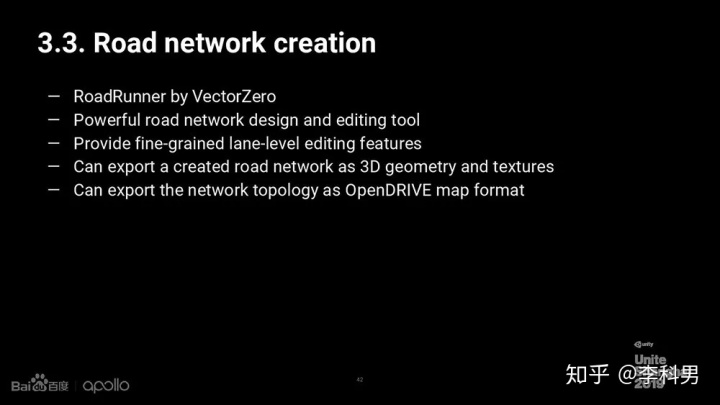 3.3. Road network creation
— RoadRunner by VectorZero
— Powerful road network design and editing tool
— Provide fine-grained lane-level editing features
— Can export a created road network as 3D geometry and textures
— Can export the network topology as OpenDRIVE map format
unity
Unite
2019
知乎 @李科男
Bai百度 apollo
42